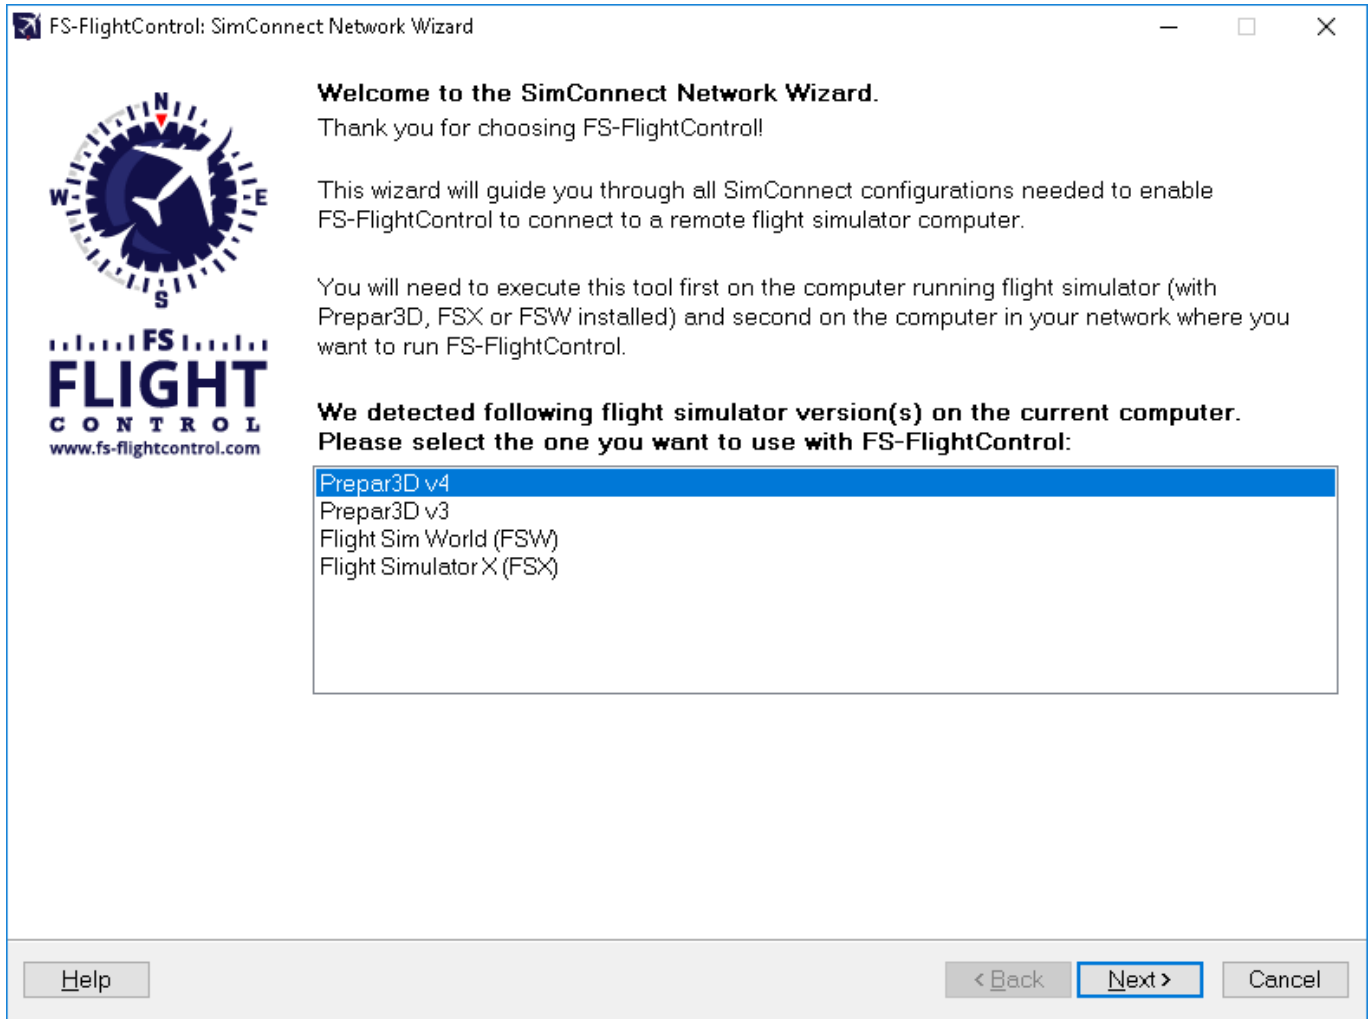 FS-FlightControl: SimConnect Network Wizard
N
W
E
S
FS
FLIGHT
CONTROL
www.fs-flightcontrol.com
Welcome to the SimConnect Network Wizard.
Thank you for choosing FS-FlightControl!
This wizard will guide you through all SimConnect configurations needed to enable
FS-FlightControl to connect to a remote flight simulator computer.
You will need to execute this tool first on the computer running flight simulator (with
Prepar3D, FSX or FSW installed) and second on the computer in your network where you
want to run FS-FlightControl.
We detected following flight simulator version(s) on the current computer.
Please select the one you want to use with FS-FlightControl:
Prepar3D v4
Prepar3D v3
Flight Sim World (FSW)
Flight Simulator X (FSX)
Help
< Back
Next >
Cancel